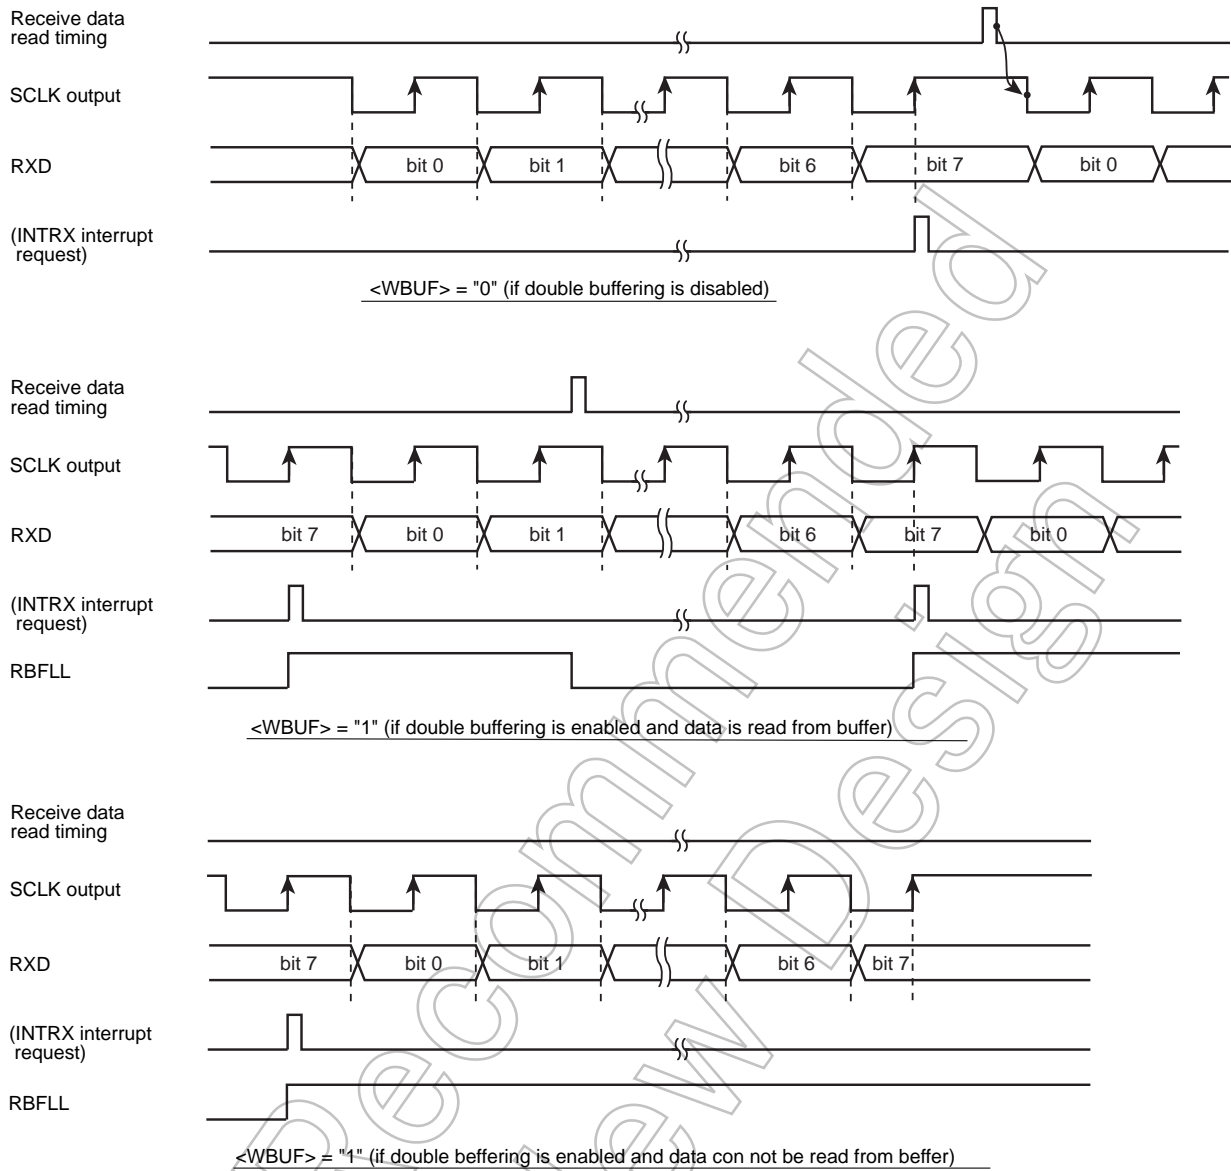 Receive data
read timing
SCLK output
RXD
bit 0
bit 1
bit 6
bit 7
bit 0
(INTRX interrupt
request)
<WBUF> = "0" (if double buffering is disabled)
Receive data
read timing
SCLK output
RXD
bit 7
bit 0
bit 1
bit 6
bit 7
bit 0
(INTRX interrupt
request)
RBFLL
<WBUF> = "1" (if double buffering is enabled and data is read from buffer)
Receive data
read timing
SCLK output
RXD
bit 7
bit 0
bit 1
bit 6
bit 7
(INTRX interrupt
request)
RBFLL
<WBUF> = "1" (if double beffering is enabled and data con not be read from beffer)
Recommended
ew Design